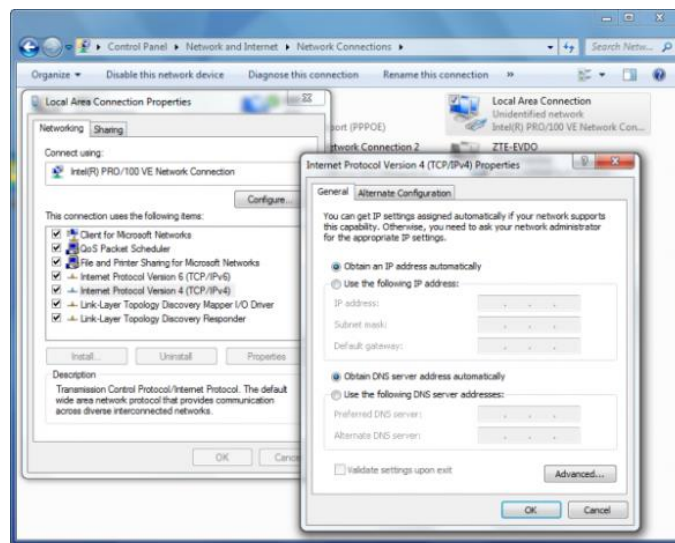 Control Panel ▸ Network and Internet ▸ Network Connections ▸
Search Netw...
Organize
Disable this network device
Diagnose this connection
Rename this connection
»
Local Area Connection Properties
Networking
Sharing
Connect using:
Intel(R) PRO/100 VE Network Connection
Configure...
This connection uses the following items:
Client for Microsoft Networks
QoS Packet Scheduler
File and Printer Sharing for Microsoft Networks
Internet Protocol Version 6 (TCP/IPv6)
Internet Protocol Version 4 (TCP/IPv4)
Link-Layer Topology Discovery Mapper I/O Driver
Link-Layer Topology Discovery Responder
Install...
Uninstall
Properties
Description
Transmission Control Protocol/Internet Protocol. The default
wide area network protocol that provides communication
across diverse interconnected networks.
OK
Cance
port (PPPOE)
twork Connection 2
Local Area Connection
Unidentified network
Intel(R) PRO/100 VE Network Con...
ZTE-EVDO
Internet Protocol Version 4 (TCP/IPv4) Properties
General
Alternate Configuration
You can get IP settings assigned automatically if your network supports
this capability. Otherwise, you need to ask your network administrator
for the appropriate IP settings.
Obtain an IP address automatically
Use the following IP address:
IP address:
Subnet mask:
Default gateway:
Obtain DNS server address automatically
Use the following DNS server addresses:
Preferred DNS server:
Alternate DNS server:
Validate settings upon exit
Advanced...
OK
Cancel